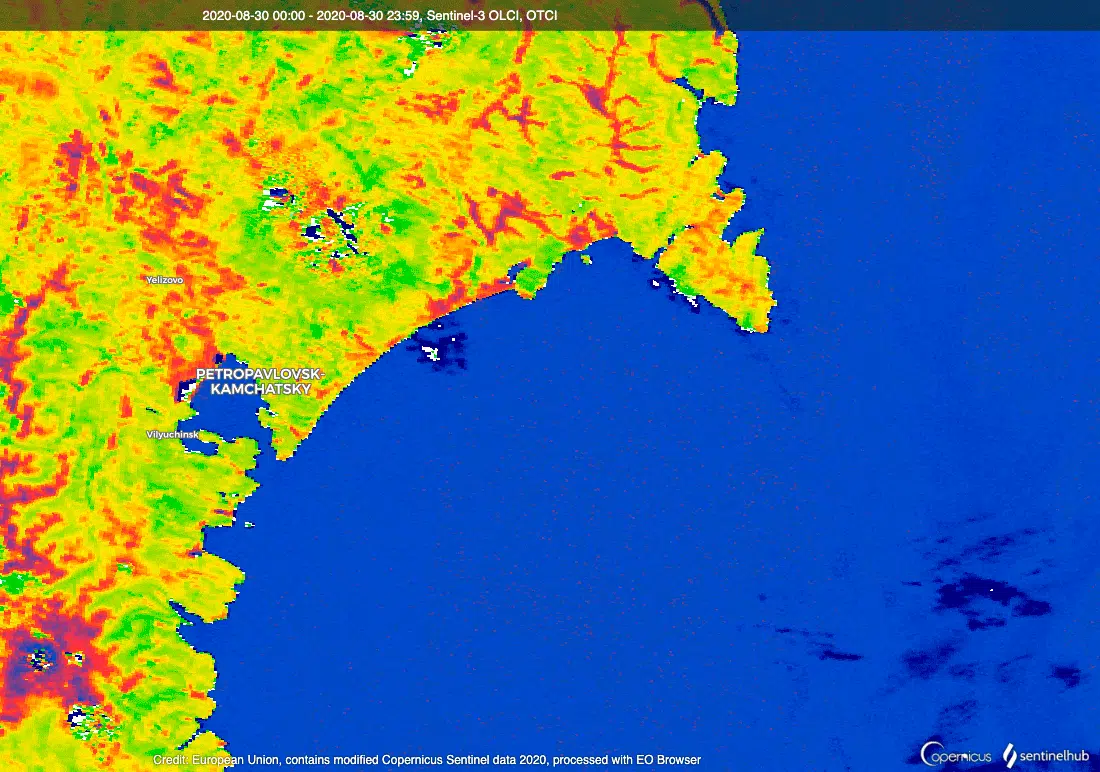 2020-08-30 00:00 - 2020-08-30 23:59, Sentinel-3 OLCI, OTCI
Yelizovo
PETROPAVLOVSK-
KAMCHATSKY
Vilyuchinsk
Credit: European Union, contains modified Copernicus Sentinel data 2020, processed with EO Browser
opernicus
sentinelhub